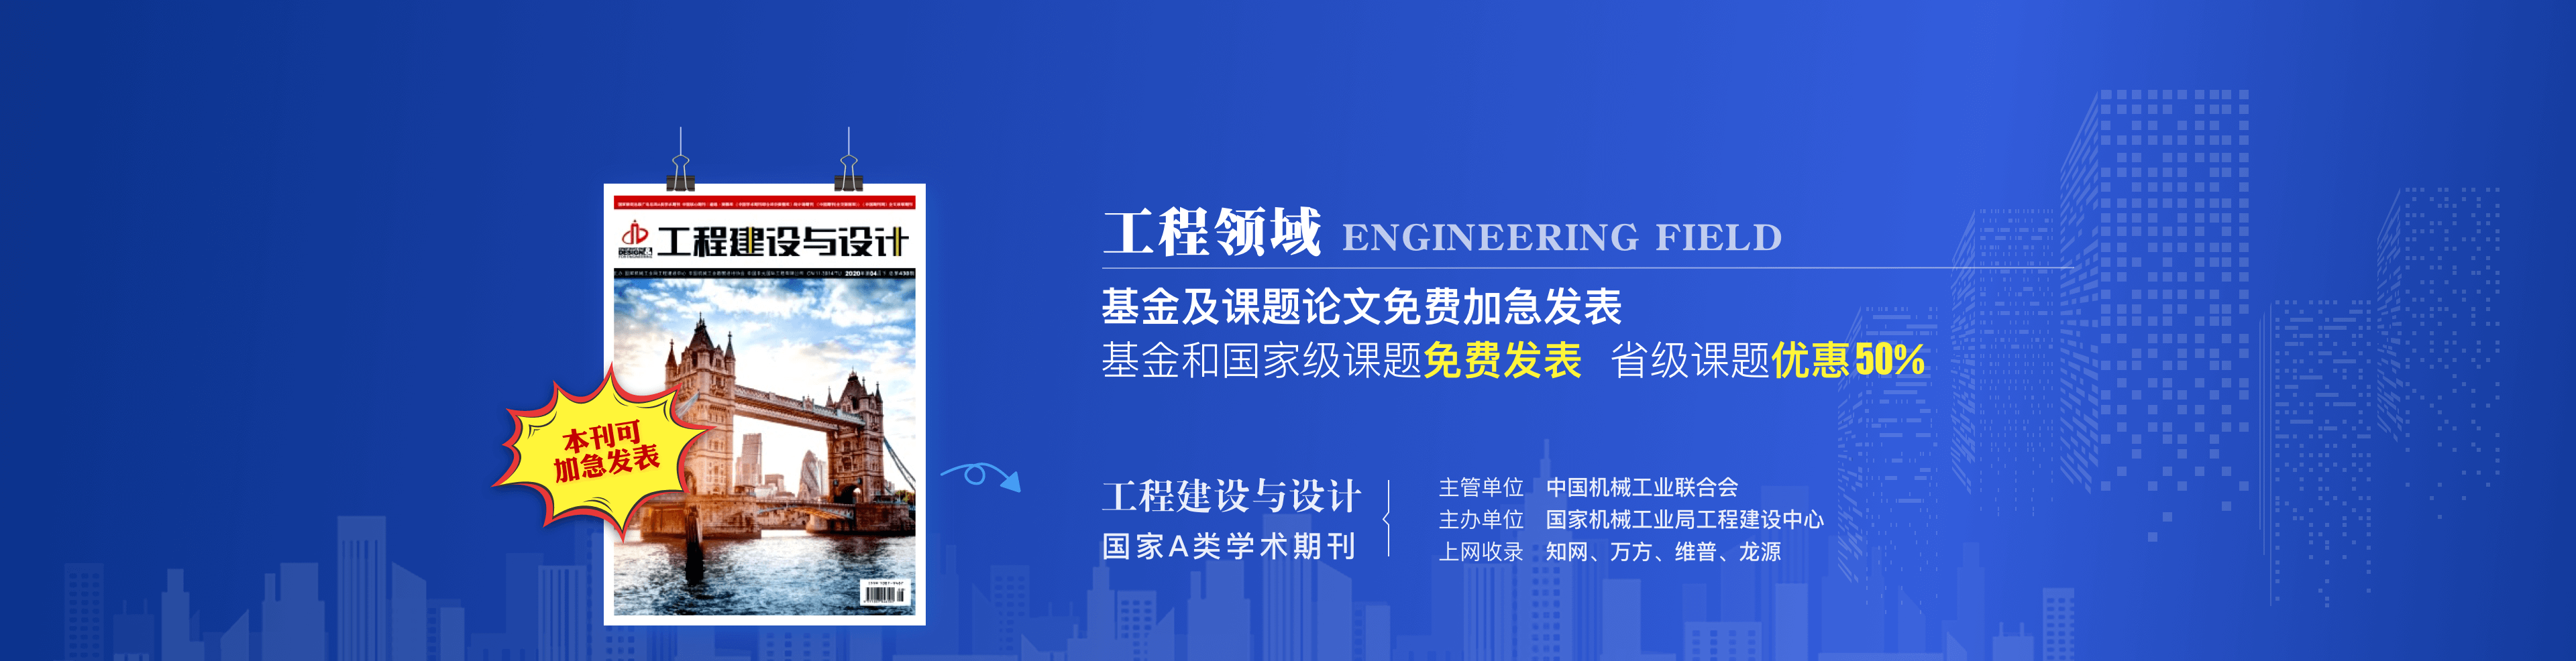 工程建设与设计
DESIGN
FOR ENGINEERING
本刊可
加急发表
工程领域 ENGINEERING FIELD
基金及课题论文免费加急发表
基金和国家级课题免费发表 省级课题优惠50%
工程建设与设计
国家A类学术期刊
主管单位 中国机械工业联合会
主办单位 国家机械工业局工程建设中心
上网收录 知网、万方、维普、龙源